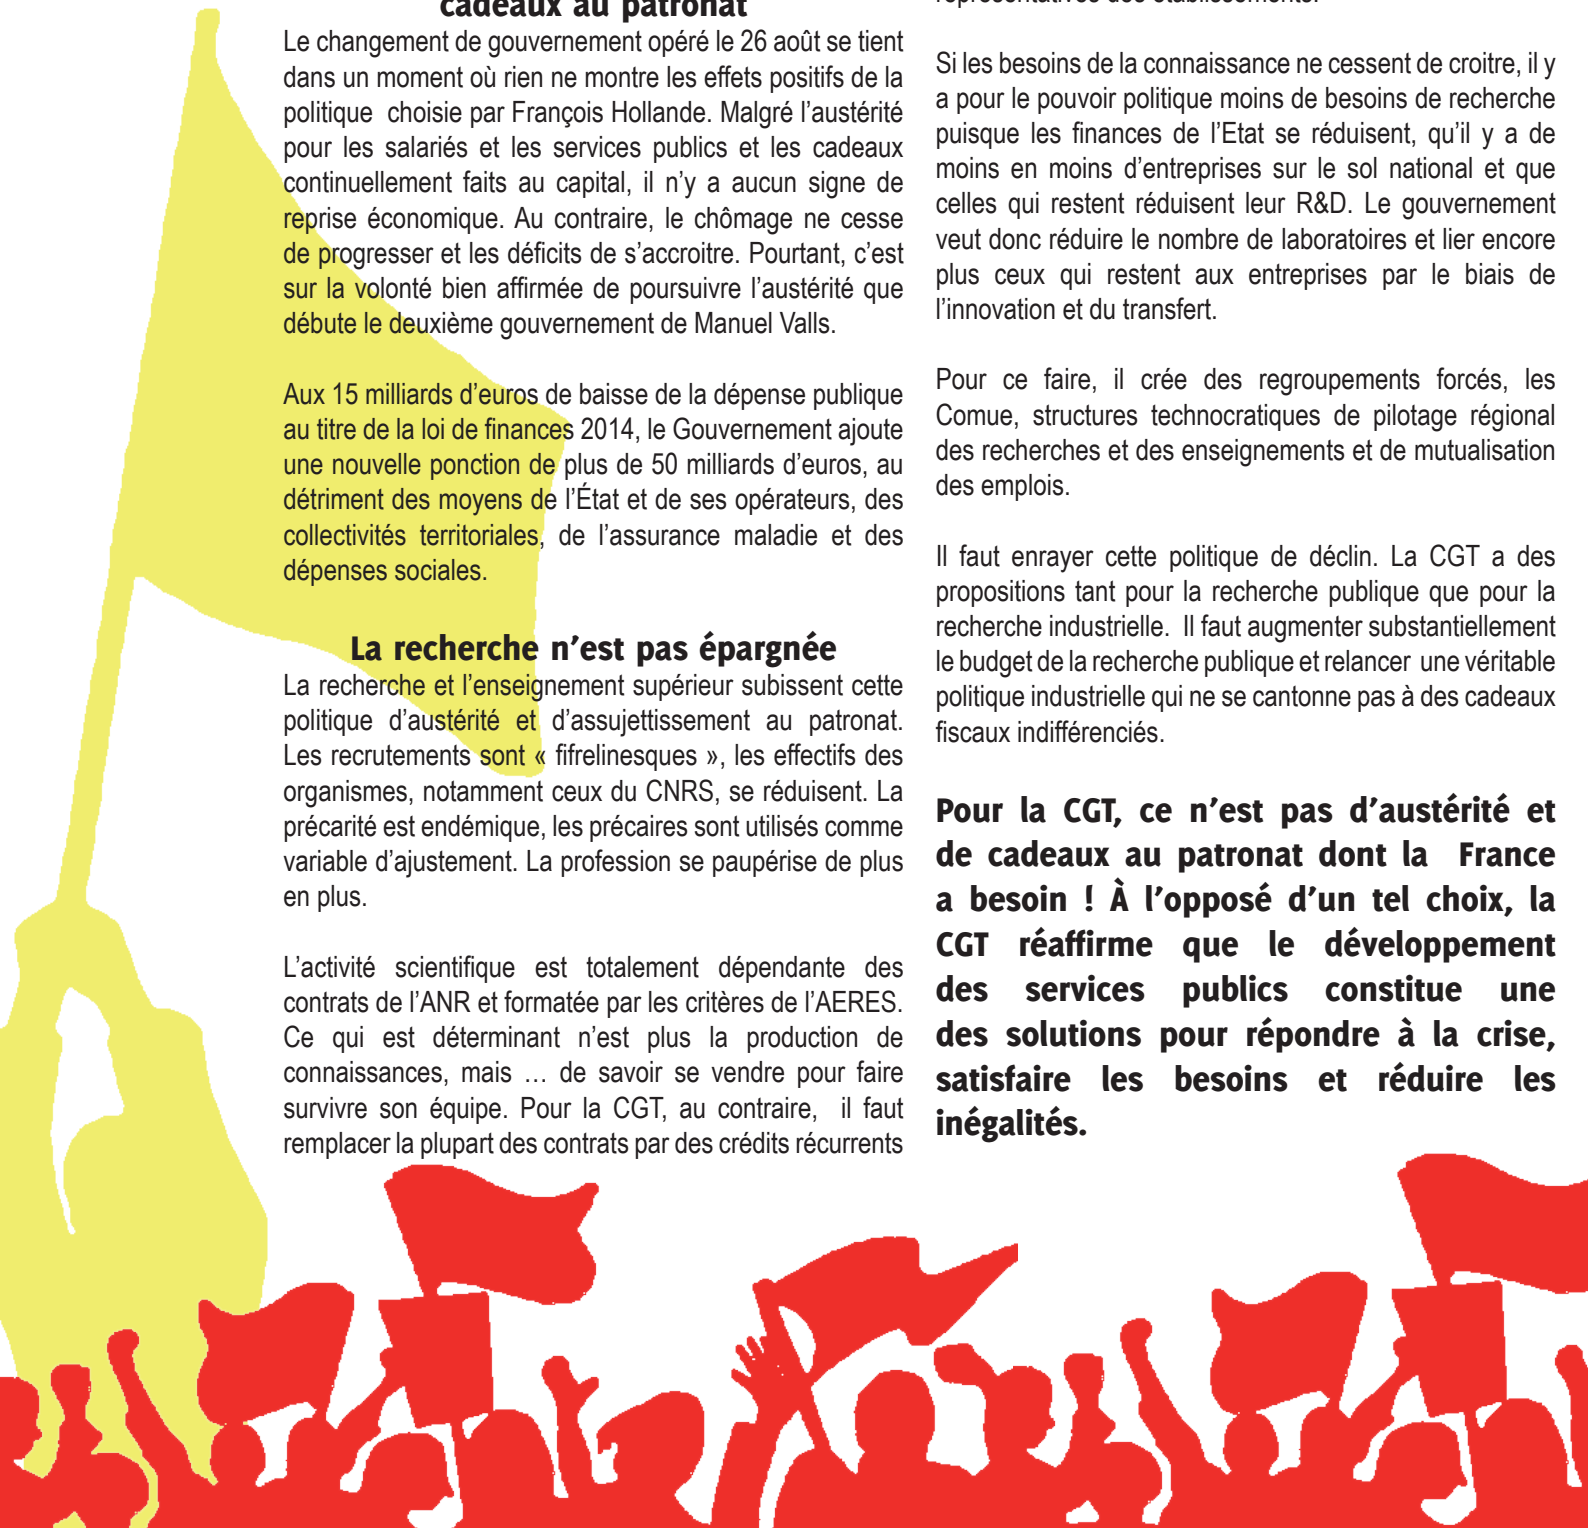 cadeaux au patronat
Le changement de gouvernement opéré le 26 août se tient
dans un moment où rien ne montre les effets positifs de la
politique choisie par François Hollande. Malgré l’austérité
pour les salariés et les services publics et les cadeaux
continuellement faits au capital, il n’y a aucun signe de
reprise économique. Au contraire, le chômage ne cesse
de progresser et les déficits de s’accroitre. Pourtant, c’est
sur la volonté bien affirmée de poursuivre l’austérité que
débute le deuxième gouvernement de Manuel Valls.
Aux 15 milliards d’euros de baisse de la dépense publique
au titre de la loi de finances 2014, le Gouvernement ajoute
une nouvelle ponction de plus de 50 milliards d’euros, au
détriment des moyens de l’État et de ses opérateurs, des
collectivités territoriales, de l’assurance maladie et des
dépenses sociales.
La recherche n’est pas épargnée
La recherche et l’enseignement supérieur subissent cette
politique d’austérité et d’assujettissement au patronat.
Les recrutements sont « fifrelinesques », les effectifs des
organismes, notamment ceux du CNRS, se réduisent. La
précarité est endémique, les précaires sont utilisés comme
variable d’ajustement. La profession se paupérise de plus
en plus.
L’activité scientifique est totalement dépendante des
contrats de l’ANR et formatée par les critères de l’AERES.
Ce qui est déterminant n’est plus la production de
connaissances, mais … de savoir se vendre pour faire
survivre son équipe. Pour la CGT, au contraire, il faut
remplacer la plupart des contrats par des crédits récurrents
représentatives des établissements.
Si les besoins de la connaissance ne cessent de croitre, il y
a pour le pouvoir politique moins de besoins de recherche
puisque les finances de l’Etat se réduisent, qu’il y a de
moins en moins d’entreprises sur le sol national et que
celles qui restent réduisent leur R&D. Le gouvernement
veut donc réduire le nombre de laboratoires et lier encore
plus ceux qui restent aux entreprises par le biais de
l’innovation et du transfert.
Pour ce faire, il crée des regroupements forcés, les
Comue, structures technocratiques de pilotage régional
des recherches et des enseignements et de mutualisation
des emplois.
Il faut enrayer cette politique de déclin. La CGT a des
propositions tant pour la recherche publique que pour la
recherche industrielle. Il faut augmenter substantiellement
le budget de la recherche publique et relancer une véritable
politique industrielle qui ne se cantonne pas à des cadeaux
fiscaux indifférenciés.
Pour la CGT, ce n’est pas d’austérité et
de cadeaux au patronat dont la France
a besoin ! À l’opposé d’un tel choix, la
CGT réaffirme que le développement
des services publics constitue une
des solutions pour répondre à la crise,
satisfaire les besoins et réduire les
inégalités.